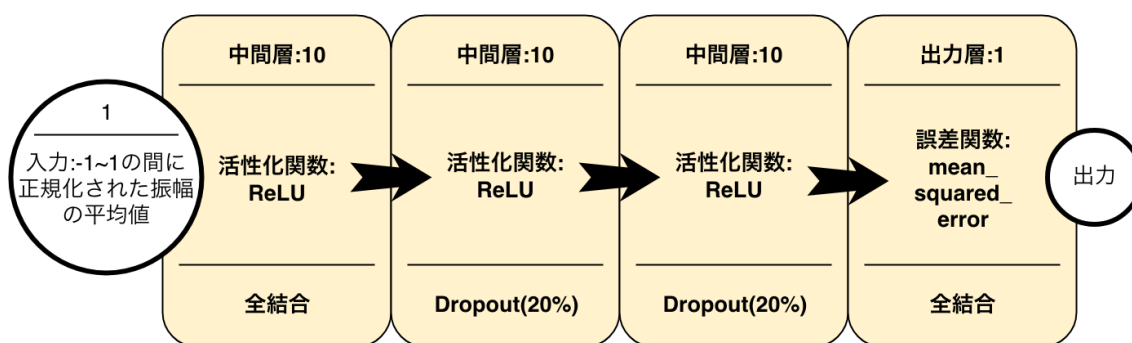 1
入力:-1~1の間に
正規化された振幅
の平均値
中間層:10
活性化関数:
ReLU
全結合
中間層:10
活性化関数:
ReLU
Dropout(20%)
中間層:10
活性化関数:
ReLU
Dropout(20%)
出力層:1
誤差関数:
mean_
squared_
error
全結合
出力